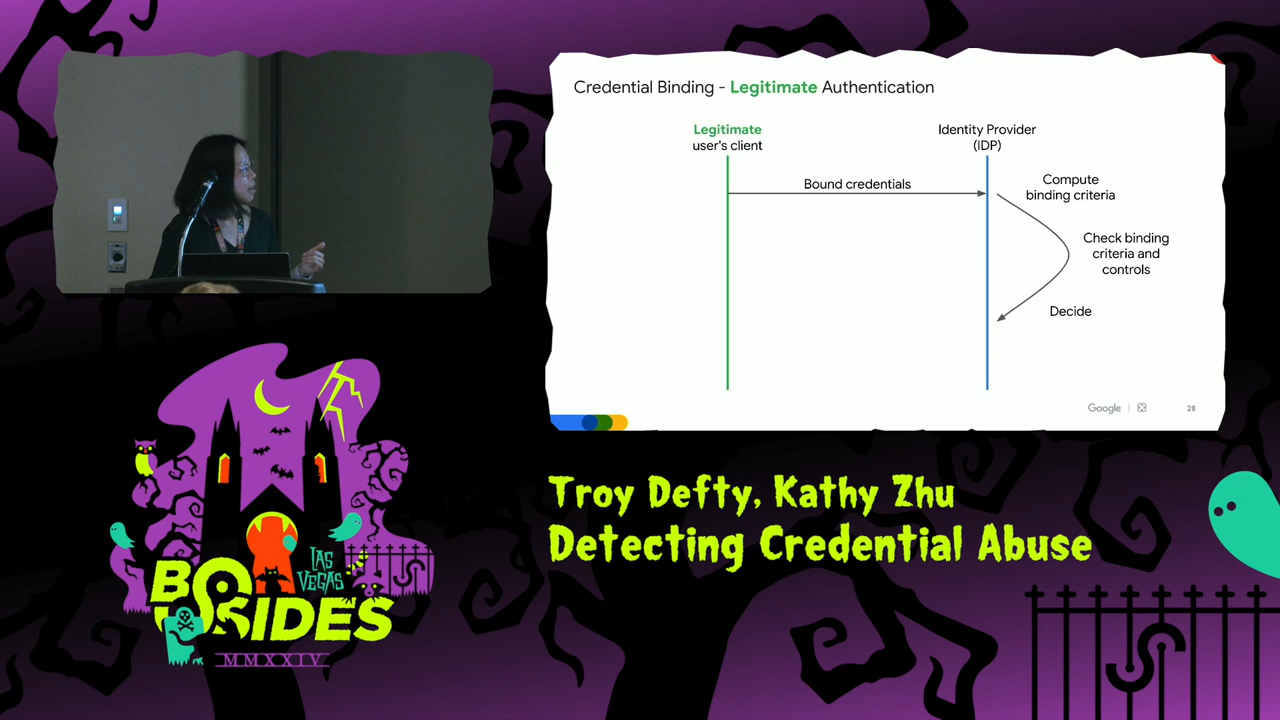 Credential Binding - Legitimate Authentication
Legitimate
user's client
Identity Provider
(IDP)
Bound credentials
Compute
binding criteria
Check binding
criteria and
controls
Decide
Google
28
Troy Defty, Kathy Zhu
Detecting Credential Abuse
LAS
VEGAS
BSIDES
MMXXIV